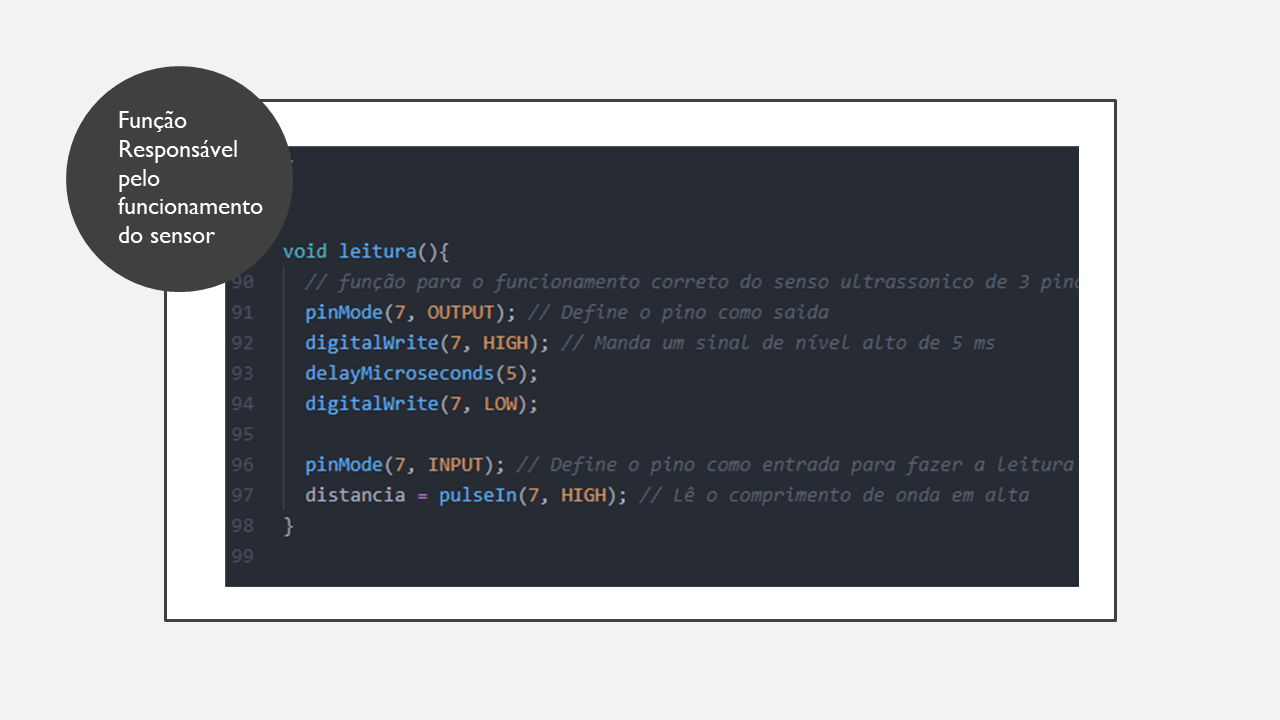 Função
Responsável
pelo
funcionamento
do sensor
void leitura(){
90 // função para o funcionamento correto do senso ultrassonico de 3 pino
91 pinMode(7, OUTPUT); // Define o pino como saida
92 digitalWrite(7, HIGH); // Manda um sinal de nível alto de 5 ms
93 delayMicroseconds(5);
94 digitalWrite(7, LOW);
95
96 pinMode(7, INPUT); // Define o pino como entrada para fazer a leitura
97 distancia = pulseIn(7, HIGH); // Lê o comprimento de onda em alta
98 }
99